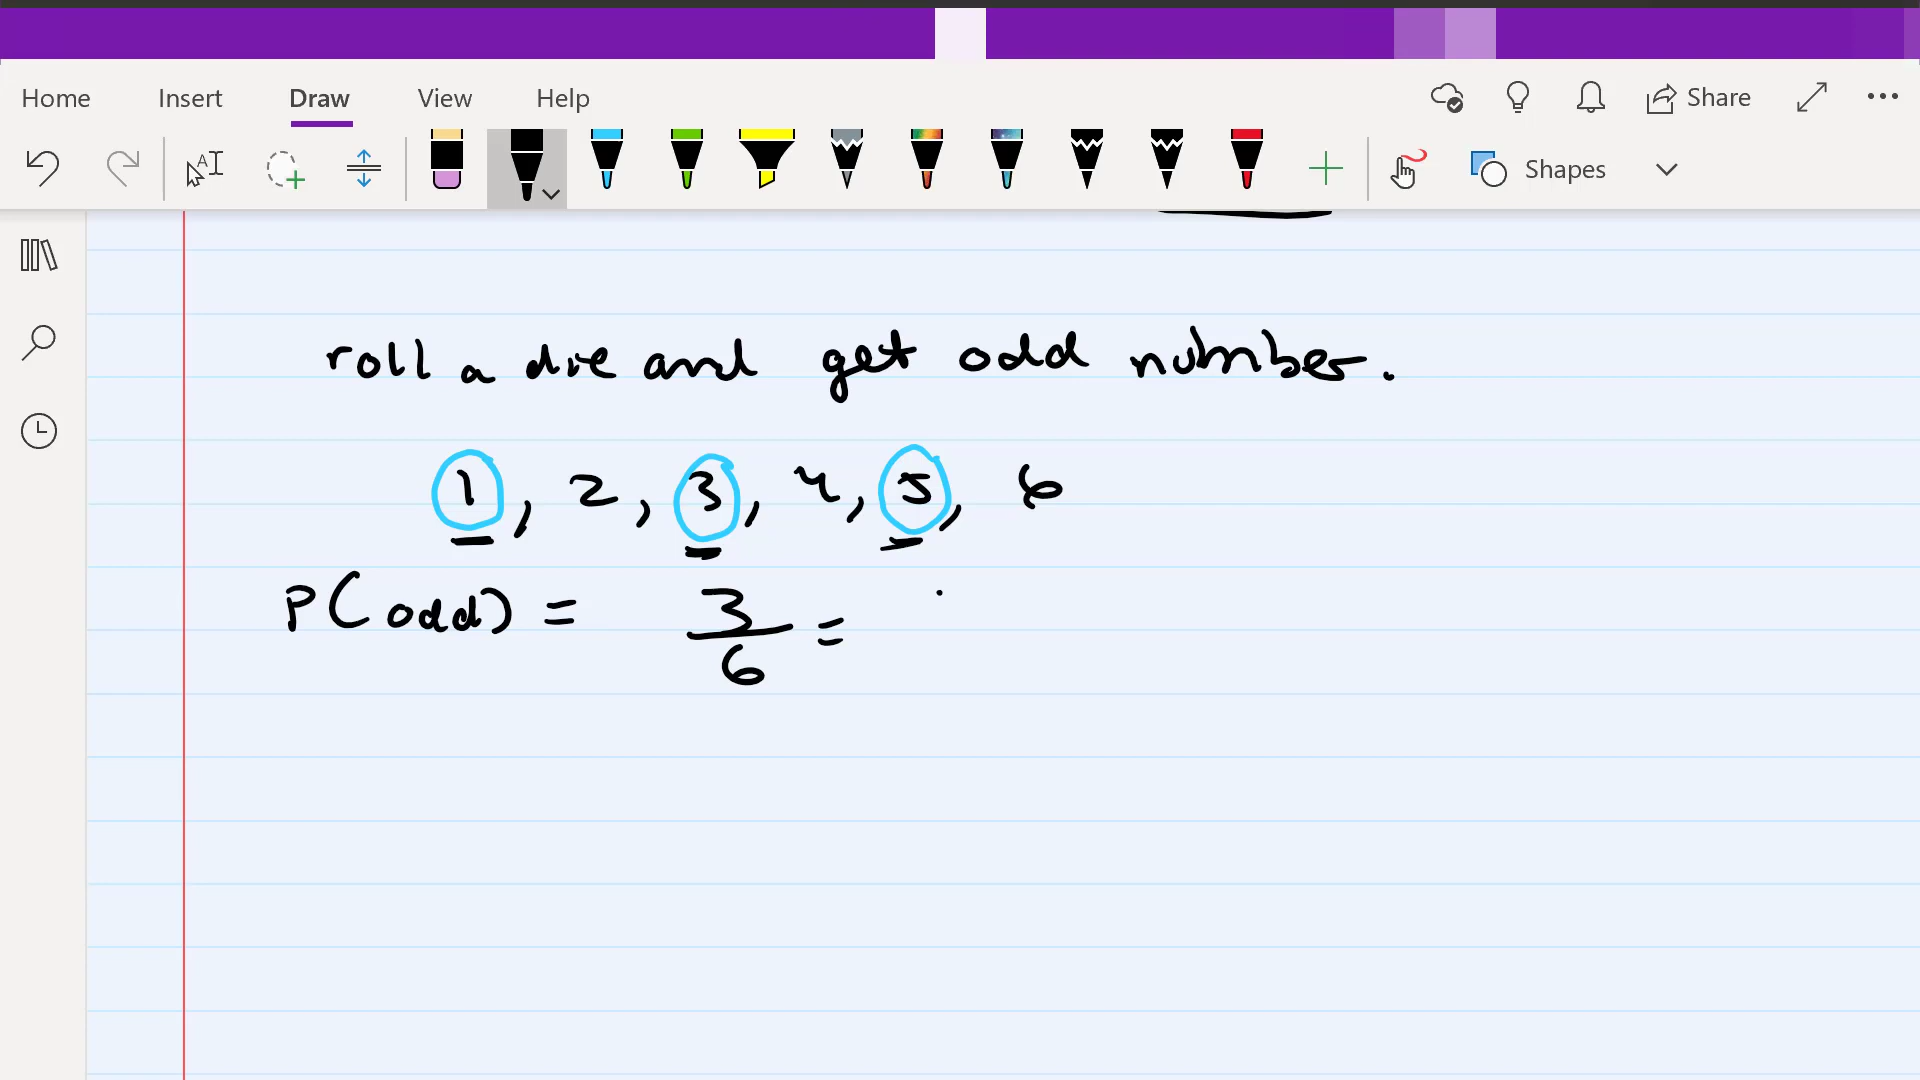 Home Insert Draw View Help Share
Shapes
roll a die and get odd number.
1, 2, 3, 4, 5, 6
P(odd) = 3/6 =